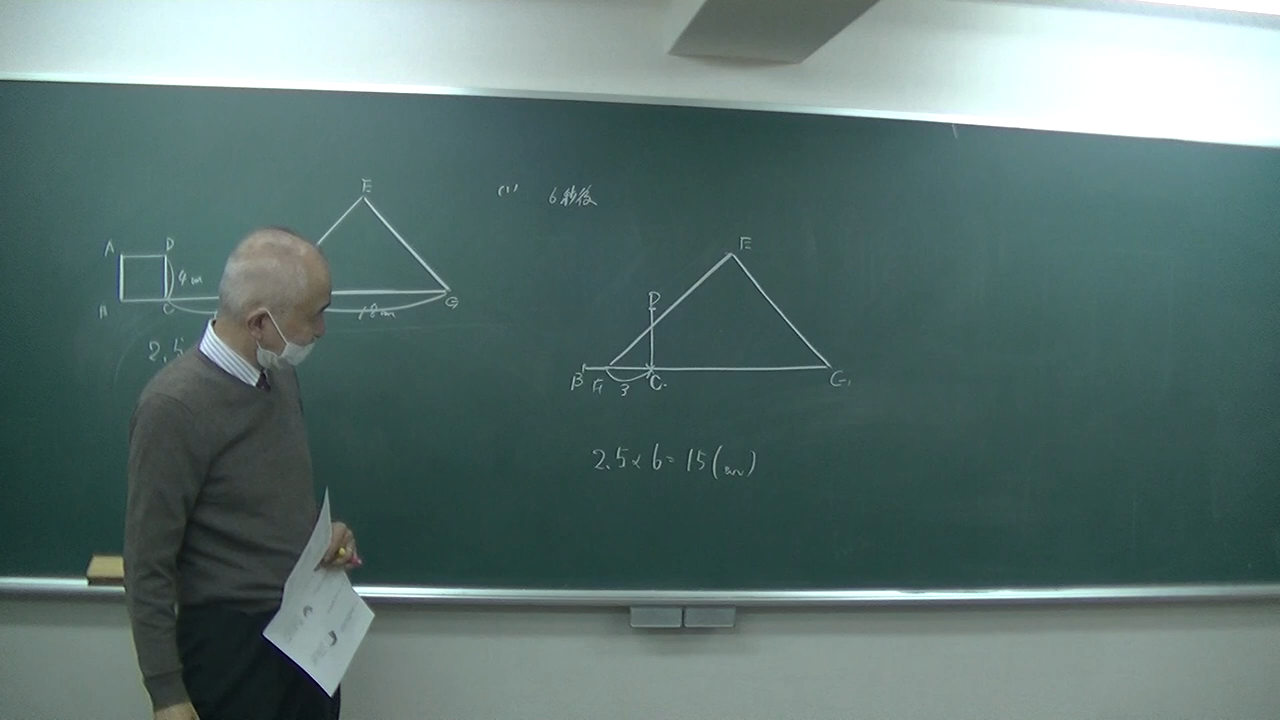 E
A D
4cm
B C G
18cm
2.5
(1) 6秒後
E
D
B F C G
3
2.5×6=15(cm)